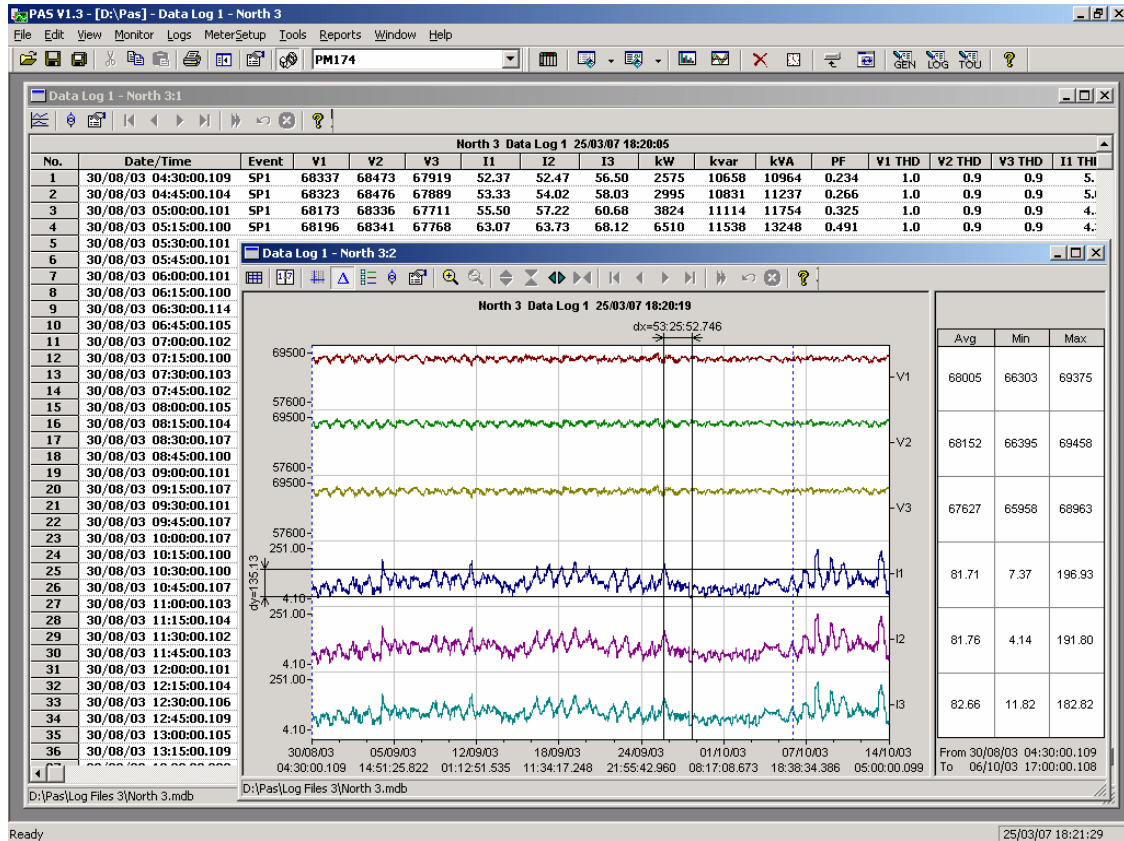 PAS V1.3 - [D:\Pas] - Data Log 1 - North 3
File Edit View Monitor Logs MeterSetup Tools Reports Window Help
PM174
GEN LOG TOU
Data Log 1 - North 3:1
North 3 Data Log 1 25/03/07 18:20:05
No. Date/Time Event V1 V2 V3 I1 I2 I3 kW kvar kVA PF V1 THD V2 THD V3 THD I1 THI
1 30/08/03 04:30:00.109 SP1 68337 68473 67919 52.37 52.47 56.50 2575 10658 10964 0.234 1.0 0.9 0.9 5.
2 30/08/03 04:45:00.104 SP1 68323 68476 67889 53.33 54.02 58.03 2995 10831 11237 0.266 1.0 0.9 0.9 5.
3 30/08/03 05:00:00.101 SP1 68173 68336 67711 55.50 57.22 60.68 3824 11114 11754 0.325 1.0 0.9 0.9 4.
4 30/08/03 05:15:00.100 SP1 68196 68341 67768 63.07 63.73 68.12 6510 11538 13248 0.491 1.0 0.9 0.9 4.
5 30/08/03 05:30:00.101
6 30/08/03 05:45:00.101
7 30/08/03 06:00:00.101
8 30/08/03 06:15:00.100
9 30/08/03 06:30:00.114
10 30/08/03 06:45:00.105
11 30/08/03 07:00:00.102
12 30/08/03 07:15:00.100
13 30/08/03 07:30:00.103
14 30/08/03 07:45:00.102
15 30/08/03 08:00:00.105
16 30/08/03 08:15:00.104
17 30/08/03 08:30:00.107
18 30/08/03 08:45:00.100
19 30/08/03 09:00:00.101
20 30/08/03 09:15:00.107
21 30/08/03 09:30:00.101
22 30/08/03 09:45:00.107
23 30/08/03 10:00:00.107
24 30/08/03 10:15:00.100
25 30/08/03 10:30:00.100
26 30/08/03 10:45:00.107
27 30/08/03 11:00:00.103
28 30/08/03 11:15:00.104
29 30/08/03 11:30:00.102
30 30/08/03 11:45:00.103
31 30/08/03 12:00:00.101
32 30/08/03 12:15:00.104
33 30/08/03 12:30:00.106
34 30/08/03 12:45:00.109
35 30/08/03 13:00:00.105
36 30/08/03 13:15:00.109
D:\Pas\Log Files 3\North 3.mdb
Data Log 1 - North 3:2
North 3 Data Log 1 25/03/07 18:20:19
dx=53:25:52.746
Avg Min Max
69500
V1 68005 66303 69375
57600
69500
V2 68152 66395 69458
57600
69500
V3 67627 65958 68963
57600
251.00
dy=135.13
I1 81.71 7.37 196.93
4.10
251.00
I2 81.76 4.14 191.80
4.10
251.00
I3 82.66 11.82 182.82
4.10
30/08/03 05/09/03 12/09/03 18/09/03 24/09/03 01/10/03 07/10/03 14/10/03
04:30:00.109 14:51:25.822 01:12:51.535 11:34:17.248 21:55:42.960 08:17:08.673 18:38:34.386 05:00:00.099
From 30/08/03 04:30:00.109
To 06/10/03 17:00:00.108
D:\Pas\Log Files 3\North 3.mdb
Ready
25/03/07 18:21:29